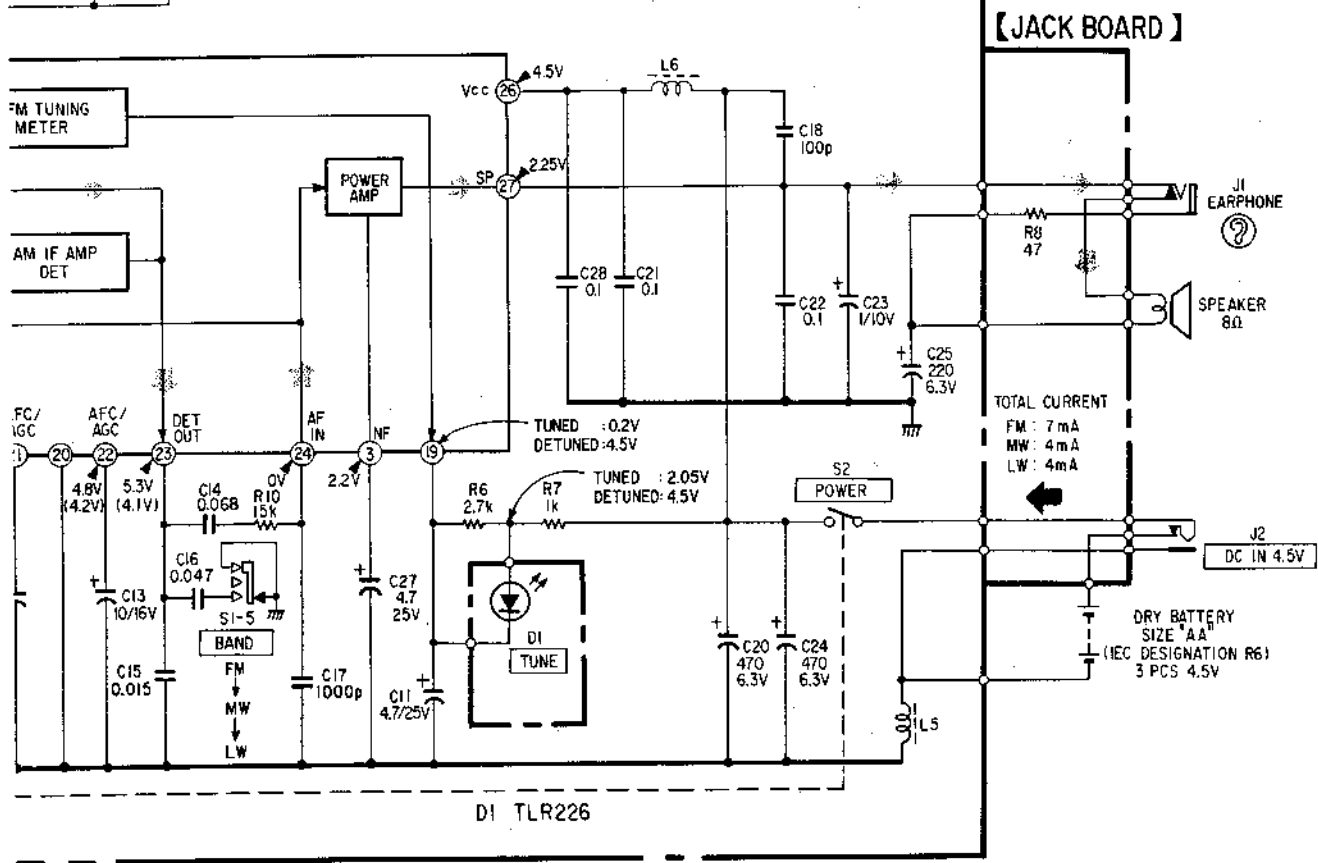 【JACK BOARD】
FM TUNING
METER
Vcc
26
4.5V
L6
C18
100p
POWER
AMP
SP
27
2.25V
J1
EARPHONE
R8
47
AM IF AMP
DET
C28
0.1
C21
0.1
C22
0.1
C23
1/10V
SPEAKER
8Ω
C25
220
6.3V
TOTAL CURRENT
FM : 7mA
MW : 4mA
LW : 4mA
AFC/
AGC
DET
OUT
AF
IN
NF
20
22
23
24
3
19
TUNED :0.2V
DETUNED:4.5V
4.8V
(4.2V)
5.3V
(4.1V)
0V
2.2V
TUNED : 2.05V
DETUNED: 4.5V
S2
POWER
C14
0.068
R10
15k
R6
2.7k
R7
1k
J2
DC IN 4.5V
C16
0.047
C13
10/16V
S1-5
BAND
FM
MW
LW
C27
4.7
25V
D1
TUNE
C15
0.015
C17
1000p
C11
4.7/25V
C20
470
6.3V
C24
470
6.3V
DRY BATTERY
SIZE "AA"
(IEC DESIGNATION R6)
3 PCS 4.5V
L5
D1 TLR226